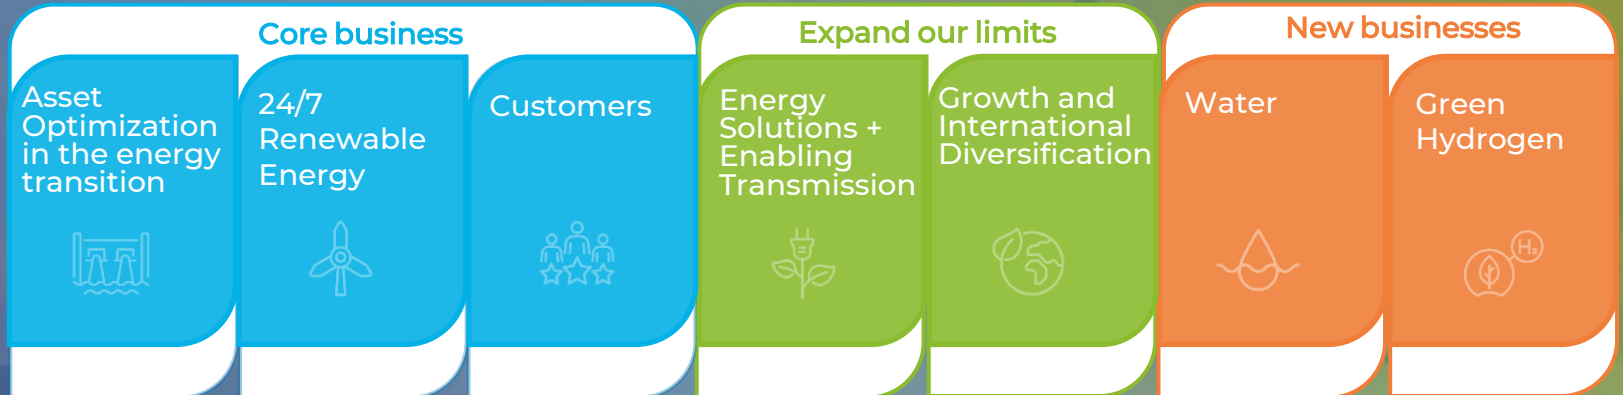 Core business
Asset
Optimization
in the energy
transition
24/7
Renewable
Energy
Customers
Expand our limits
Energy
Solutions +
Enabling
Transmission
Growth and
International
Diversification
New businesses
Water
Green
Hydrogen
H₂